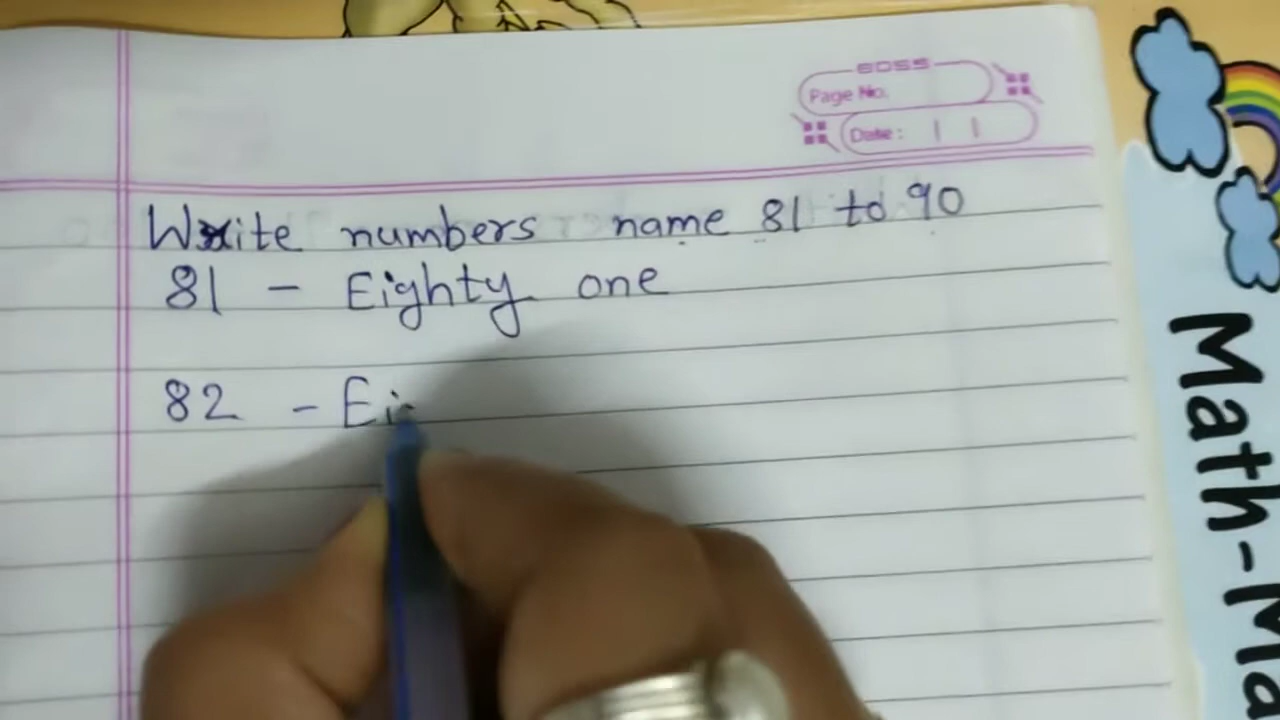 BOSS
Page No.
Date :
Write numbers name 81 to 90
81 - Eighty one
82 - Ei
Math-Ma